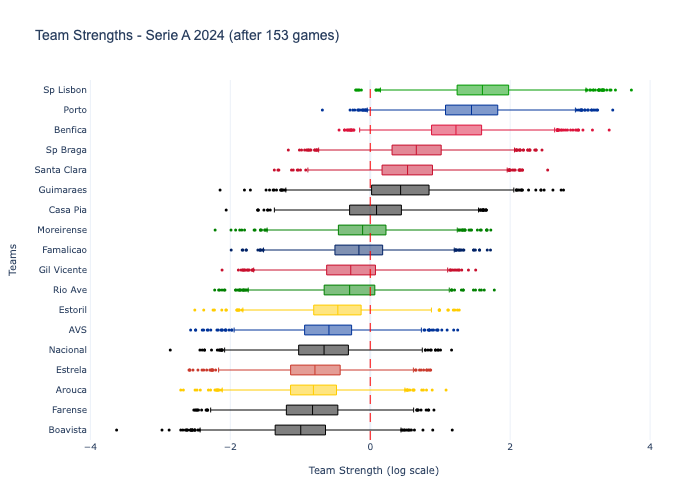 Team Strengths - Serie A 2024 (after 153 games)
Sp Lisbon
Porto
Benfica
Sp Braga
Santa Clara
Guimaraes
Casa Pia
Moreirense
Famalicao
Gil Vicente
Rio Ave
Estoril
AVS
Nacional
Estrela
Arouca
Farense
Boavista
Teams
−4 −2 0 2 4
Team Strength (log scale)